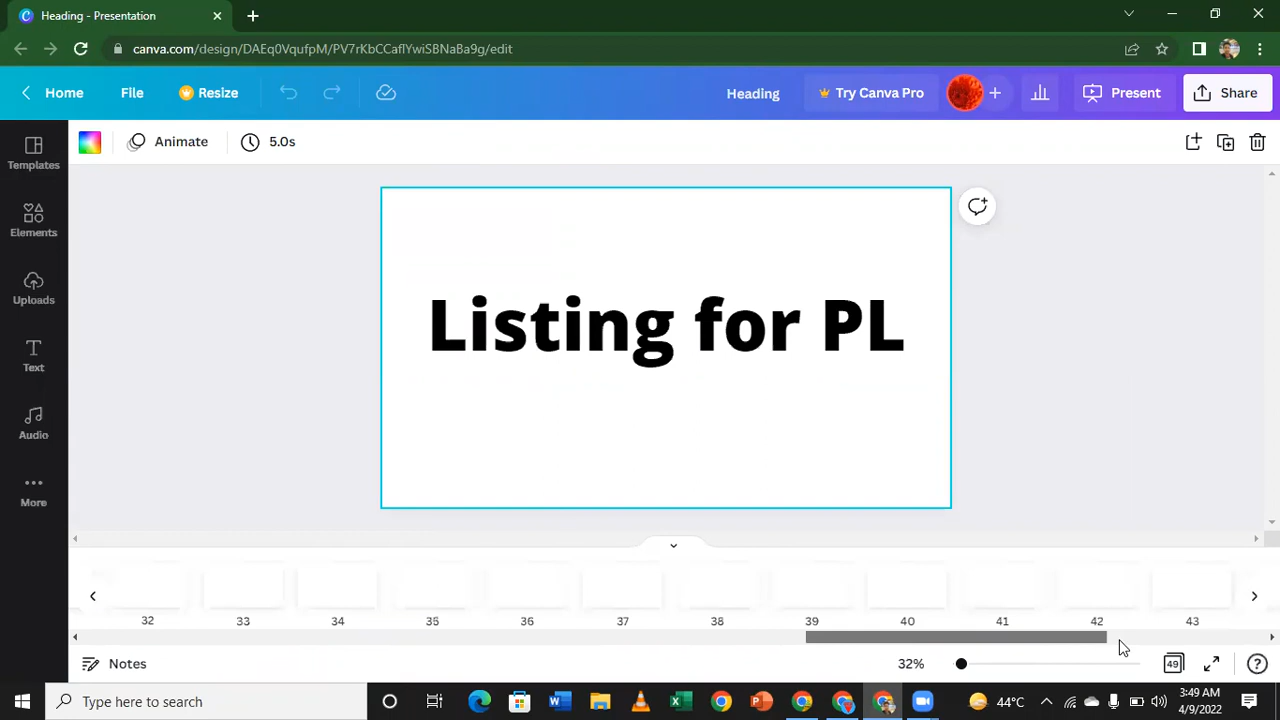 Heading - Presentation
canva.com/design/DAEq0VqufpM/PV7rKbCCaflYwiSBNaBa9g/edit
Home File Resize Heading Try Canva Pro Present Share
Animate 5.0s
Templates
Elements
Uploads
Text
Audio
More
Listing for PL
32 33 34 35 36 37 38 39 40 41 42 43
Notes 32% 49
Type here to search
44°C
3:49 AM
4/9/2022